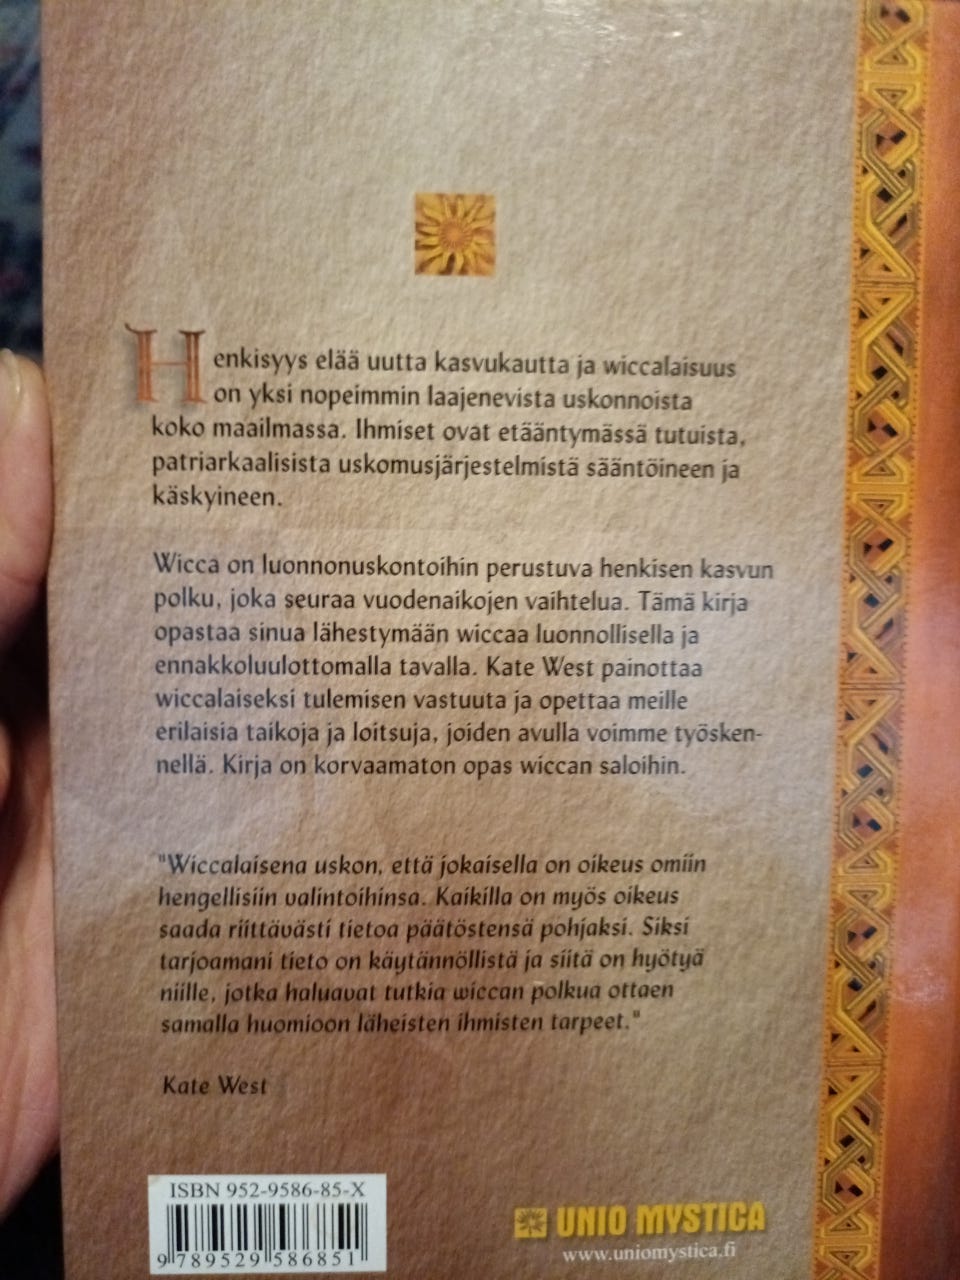 Henkisyys elää uutta kasvukautta ja wiccalaisuus
on yksi nopeimmin laajenevista uskonnoista
koko maailmassa. Ihmiset ovat etääntymässä tutuista,
patriarkaalisista uskomusjärjestelmistä sääntöineen ja
käskyineen.
Wicca on luonnonuskontoihin perustuva henkisen kasvun
polku, joka seuraa vuodenaikojen vaihtelua. Tämä kirja
opastaa sinua lähestymään wiccaa luonnollisella ja
ennakkoluulottomalla tavalla. Kate West painottaa
wiccalaiseksi tulemisen vastuuta ja opettaa meille
erilaisia taikoja ja loitsuja, joiden avulla voimme työsken-
nellä. Kirja on korvaamaton opas wiccan saloihin.
"Wiccalaisena uskon, että jokaisella on oikeus omiin
hengellisiin valintoihinsa. Kaikilla on myös oikeus
saada riittävästi tietoa päätöstensä pohjaksi. Siksi
tarjoamani tieto on käytännöllistä ja siitä on hyötyä
niille, jotka haluavat tutkia wiccan polkua ottaen
samalla huomioon läheisten ihmisten tarpeet."
Kate West
ISBN 952-9586-85-X
9 789529 586851
UNIO MYSTICA
www.uniomystica.fi